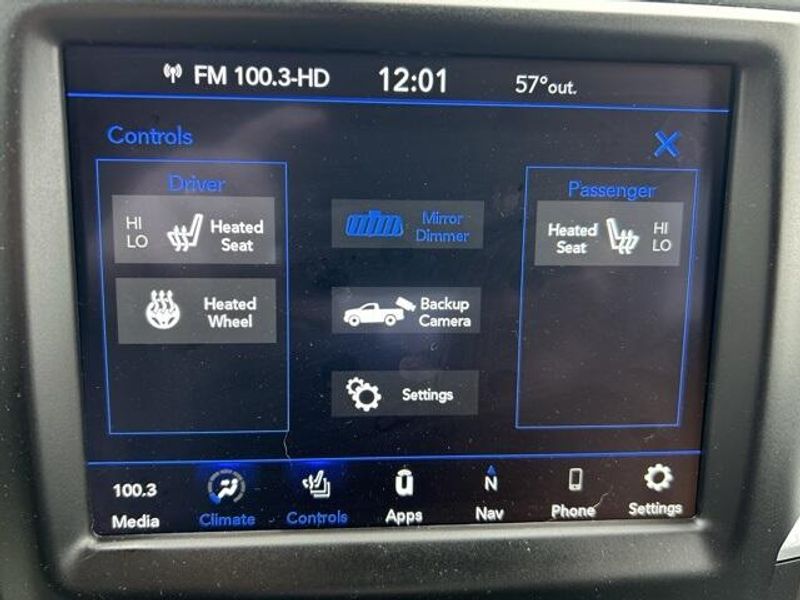 FM 100.3-HD 12:01 57°out.
Controls
Driver
HI
LO
Heated
Seat
Heated
Wheel
Mirror
Dimmer
Backup
Camera
Settings
Passenger
Heated
Seat
HI
LO
100.3
Media
Climate
Controls
Apps
N
Nav
Phone
Settings